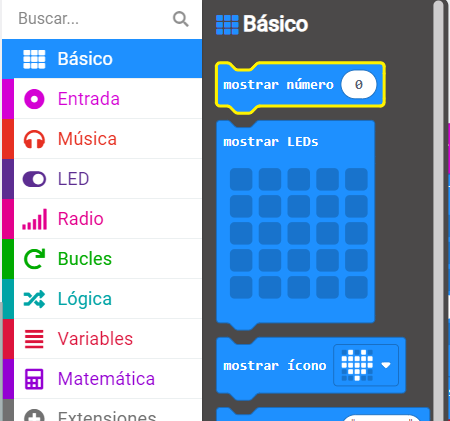 Buscar...
Básico
Entrada
Música
LED
Radio
Bucles
Lógica
Variables
Matemática
Extensiones
Básico
mostrar número 0
mostrar LEDs
mostrar ícono